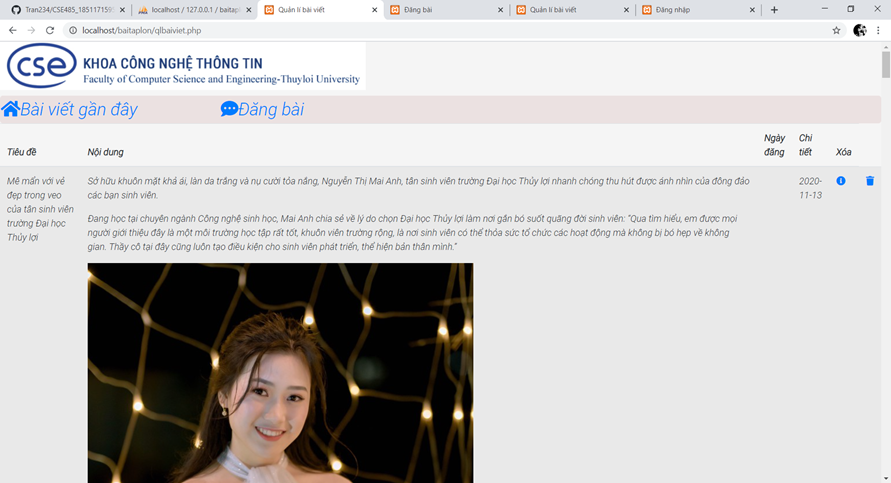 Tran234/CSE485_185117159
localhost / 127.0.0.1 / baitaplo
Quản lí bài viết
Đăng bài
Quản lí bài viết
Đăng nhập
localhost/baitaplon/qlbaiviet.php
cse
KHOA CÔNG NGHỆ THÔNG TIN
Faculty of Computer Science and Engineering-Thuyloi University
Bài viết gần đây
Đăng bài
Tiêu đề
Nội dung
Ngày đăng
Chi tiết
Xóa
Mê mẩn với vẻ
đẹp trong veo
của tân sinh viên
trường Đại học
Thủy lợi
Sở hữu khuôn mặt khả ái, làn da trắng và nụ cười tỏa nắng, Nguyễn Thị Mai Anh, tân sinh viên trường Đại học Thủy lợi nhanh chóng thu hút được ánh nhìn của đông đảo
các bạn sinh viên.
Đang học tại chuyên ngành Công nghệ sinh học, Mai Anh chia sẻ về lý do chọn Đại học Thủy lợi làm nơi gắn bó suốt quãng đời sinh viên: "Qua tìm hiểu, em được mọi
người giới thiệu đây là một môi trường học tập rất tốt, khuôn viên trường rộng, là nơi sinh viên có thể thỏa sức tổ chức các hoạt động mà không bị bó hẹp về không
gian. Thầy cô tại đây cũng luôn tạo điều kiện cho sinh viên phát triển, thể hiện bản thân mình."
2020-
11-13